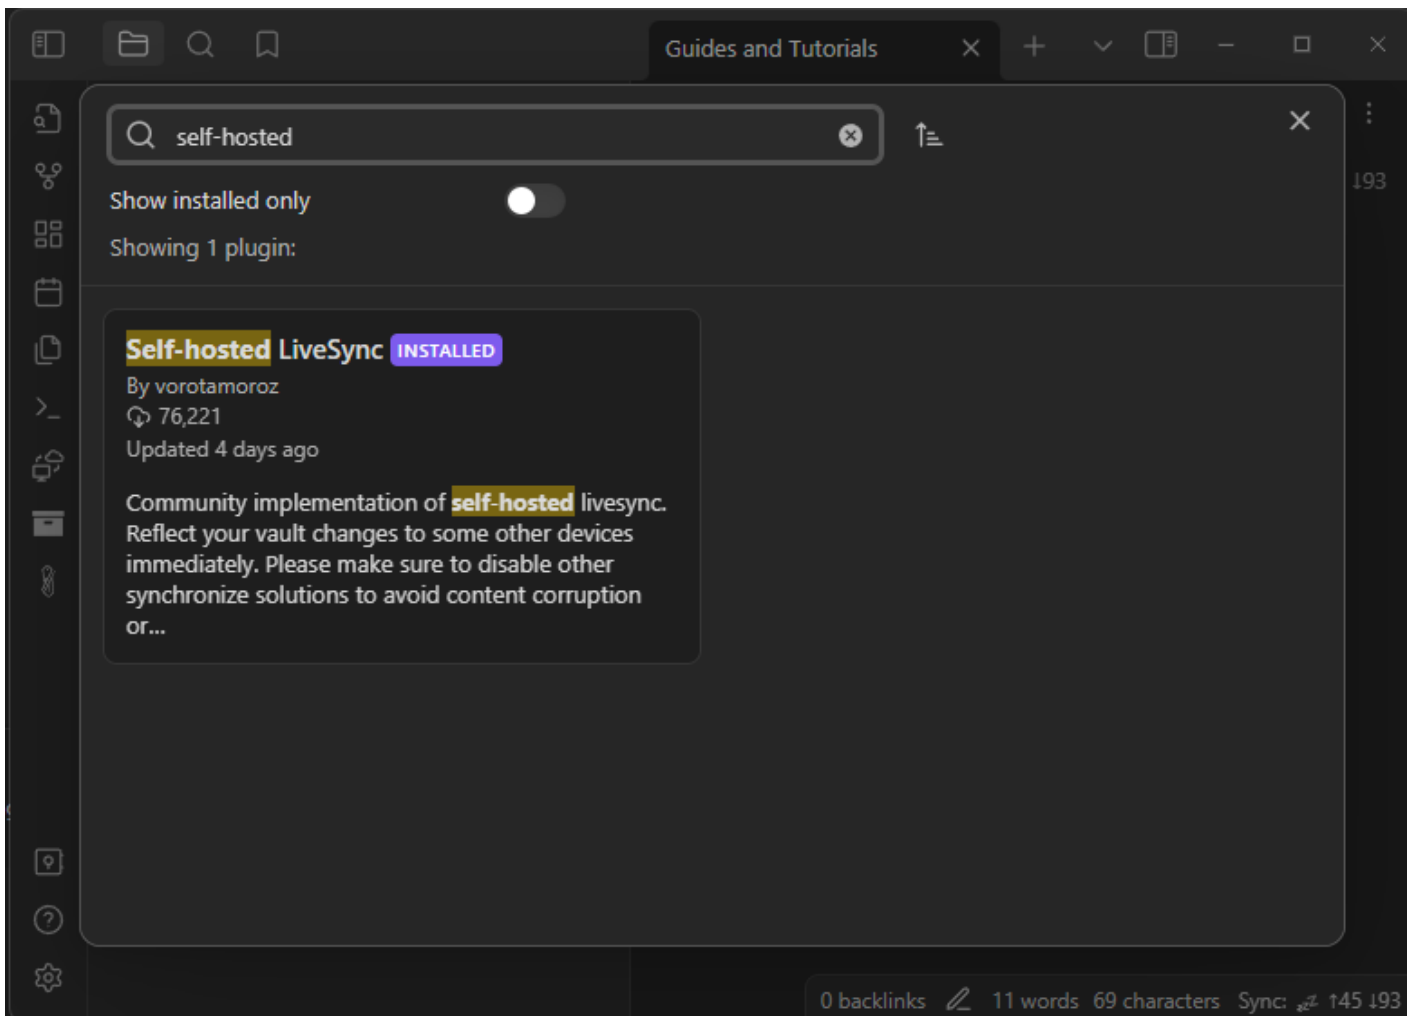 Guides and Tutorials
self-hosted
Show installed only
Showing 1 plugin:
↓93
Self-hosted LiveSync INSTALLED
By vorotamoroz
76,221
Updated 4 days ago
Community implementation of self-hosted livesync.
Reflect your vault changes to some other devices
immediately. Please make sure to disable other
synchronize solutions to avoid content corruption
or...
0 backlinks 11 words 69 characters Sync: 💤 ↑45 ↓93